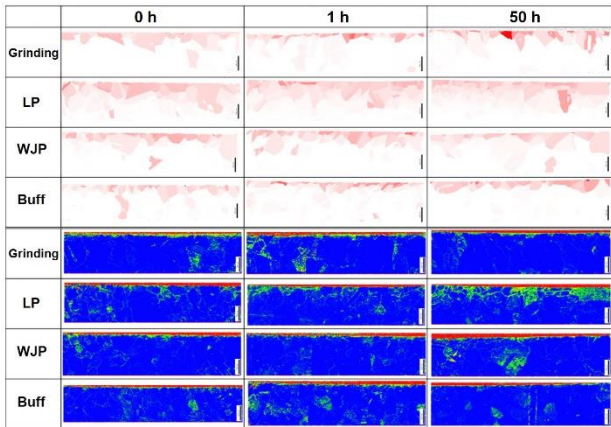 0 h 1 h 50 h
Grinding
LP
WJP
Buff
Grinding
LP
WJP
Buff